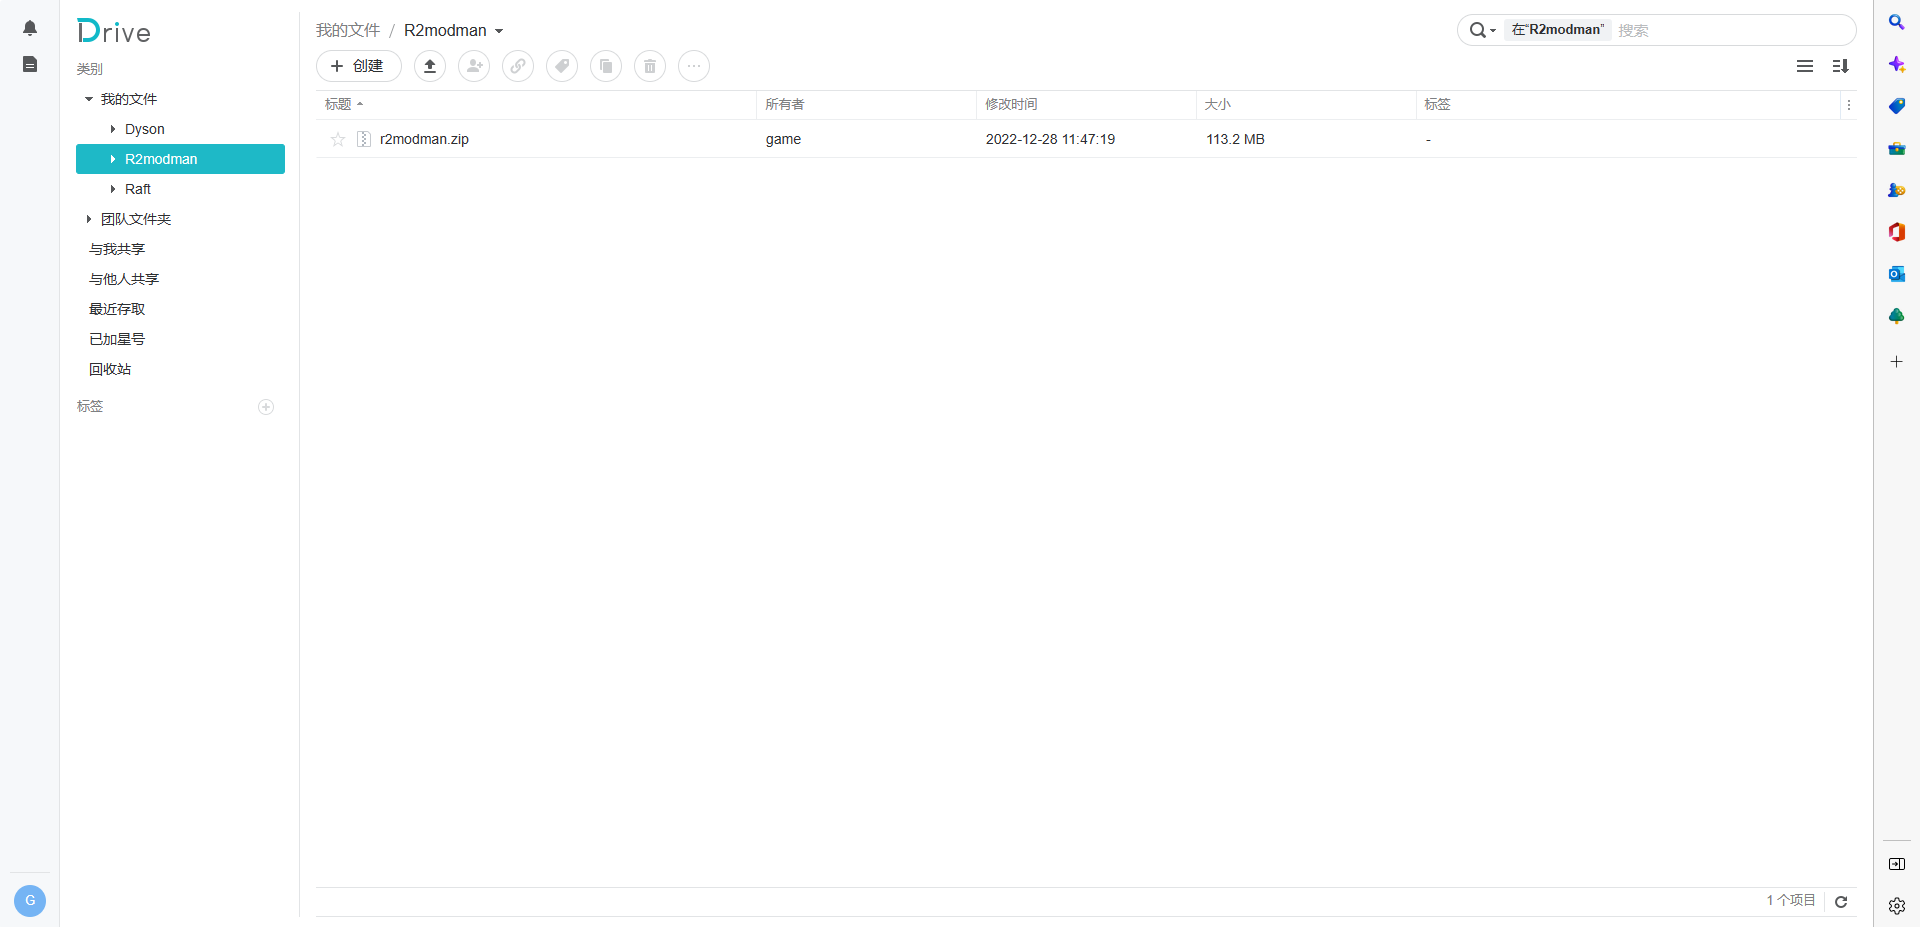 Drive
类别
我的文件
Dyson
R2modman
Raft
团队文件夹
与我共享
与他人共享
最近存取
已加星号
回收站
标签
G
我的文件 / R2modman
在“R2modman” 搜索
创建
标题 所有者 修改时间 大小 标签
r2modman.zip game 2022-12-28 11:47:19 113.2 MB -
1 个项目